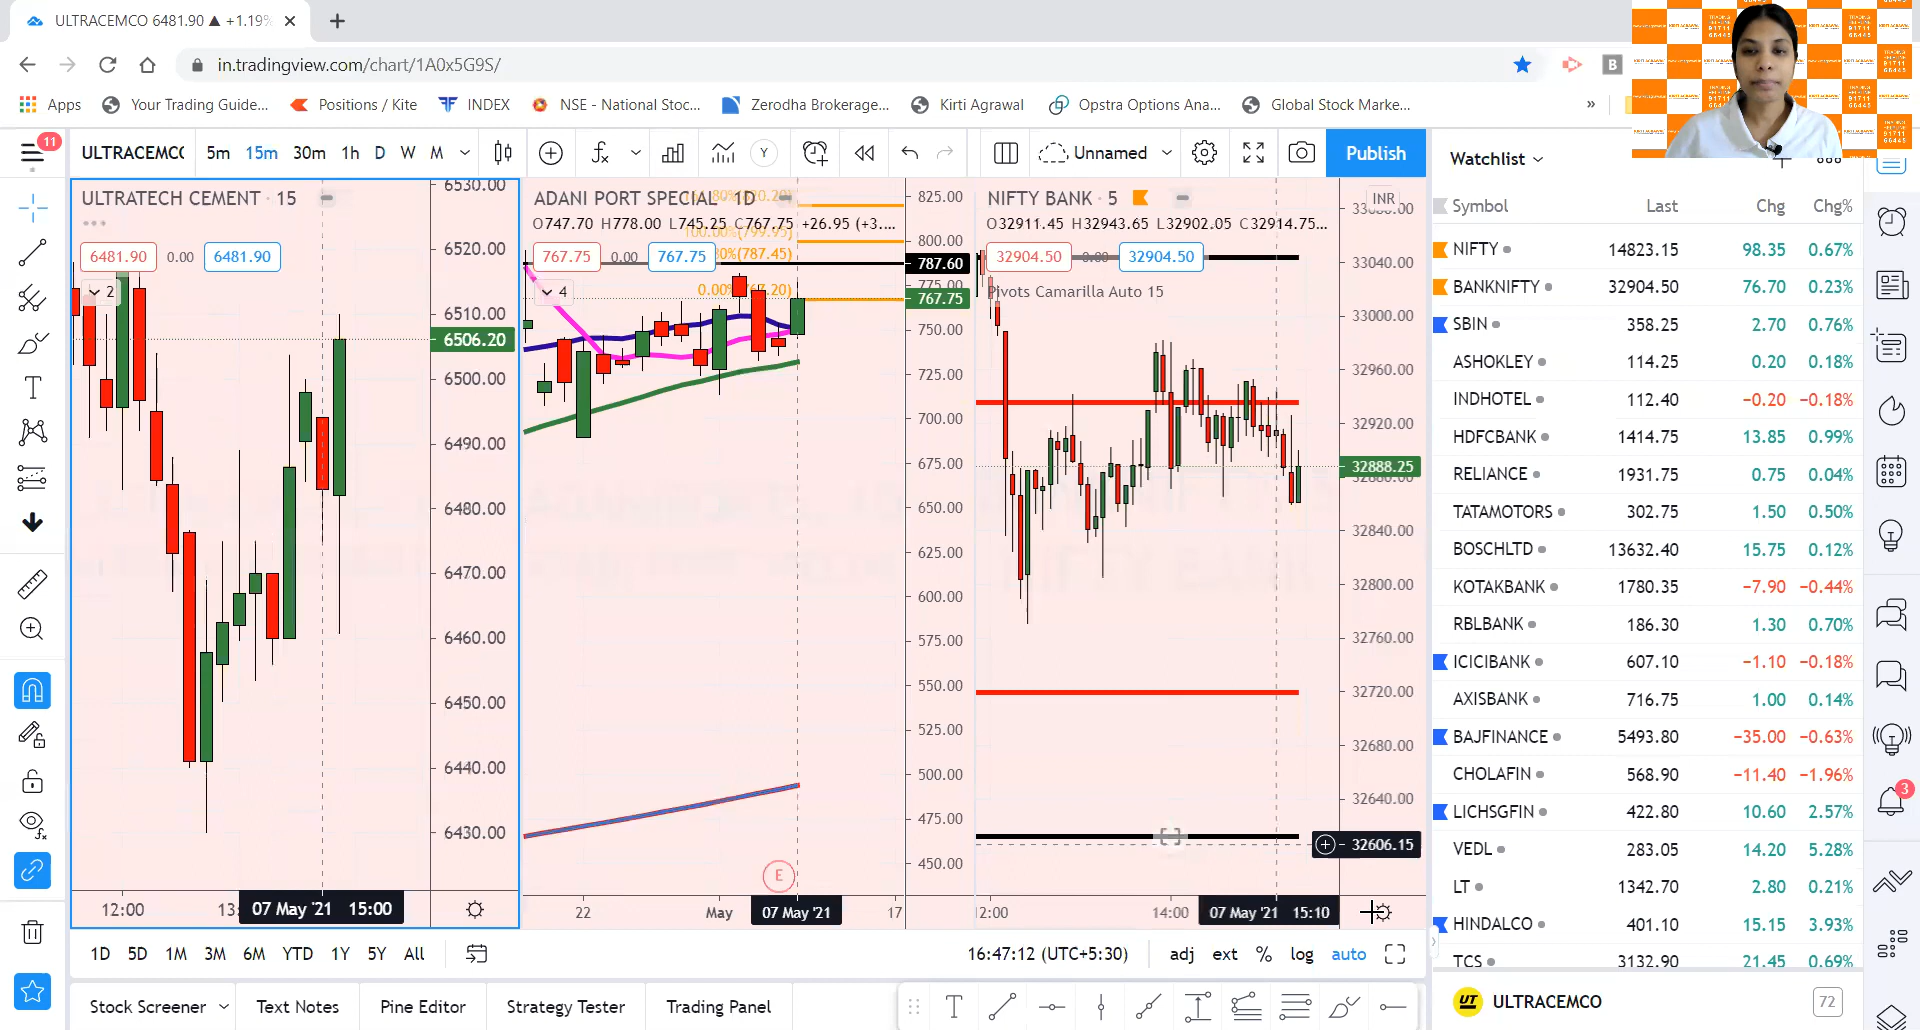 ULTRACEMCO 6481.90 ▲ +1.19%
in.tradingview.com/chart/1A0x5G9S/
Apps Your Trading Guide... Positions / Kite INDEX NSE - National Stoc... Zerodha Brokerage... Kirti Agrawal Opstra Options Ana... Global Stock Marke... »
11
ULTRACEMCO 5m 15m 30m 1h D W M Y Unnamed Publish
Watchlist
ULTRATECH CEMENT · 15
6481.90 0.00 6481.90
2
6530.00
6520.00
6510.00
6506.20
6500.00
6490.00
6480.00
6470.00
6460.00
6450.00
6440.00
6430.00
12:00 07 May '21 15:00
ADANI PORT SPECIAL · 1D
O747.70 H778.00 L745.25 C767.75 +26.95 (+3....
767.75 0.00 767.75
4
100.00%(799.95)
825.00
800.00
787.60
767.75
750.00
725.00
700.00
675.00
650.00
625.00
600.00
575.00
550.00
525.00
500.00
475.00
450.00
E
22 May 07 May '21 17
NIFTY BANK · 5
INR
O32911.45 H32943.65 L32902.05 C32914.75...
32904.50 0.00 32904.50
Pivots Camarilla Auto 15
33040.00
33000.00
32960.00
32920.00
32888.25
32840.00
32800.00
32760.00
32720.00
32680.00
32640.00
32606.15
14:00 07 May '21 15:10
Symbol Last Chg Chg%
NIFTY 14823.15 98.35 0.67%
BANKNIFTY 32904.50 76.70 0.23%
SBIN 358.25 2.70 0.76%
ASHOKLEY 114.25 0.20 0.18%
INDHOTEL 112.40 −0.20 −0.18%
HDFCBANK 1414.75 13.85 0.99%
RELIANCE 1931.75 0.75 0.04%
TATAMOTORS 302.75 1.50 0.50%
BOSCHLTD 13632.40 15.75 0.12%
KOTAKBANK 1780.35 −7.90 −0.44%
RBLBANK 186.30 1.30 0.70%
ICICIBANK 607.10 −1.10 −0.18%
AXISBANK 716.75 1.00 0.14%
BAJFINANCE 5493.80 −35.00 −0.63%
CHOLAFIN 568.90 −11.40 −1.96%
LICHSGFIN 422.80 10.60 2.57%
VEDL 283.05 14.20 5.28%
LT 1342.70 2.80 0.21%
HINDALCO 401.10 15.15 3.93%
TCS 3132.90 21.45 0.69%
3
1D 5D 1M 3M 6M YTD 1Y 5Y All
16:47:12 (UTC+5:30) adj ext % log auto
Stock Screener Text Notes Pine Editor Strategy Tester Trading Panel
UT ULTRACEMCO 72